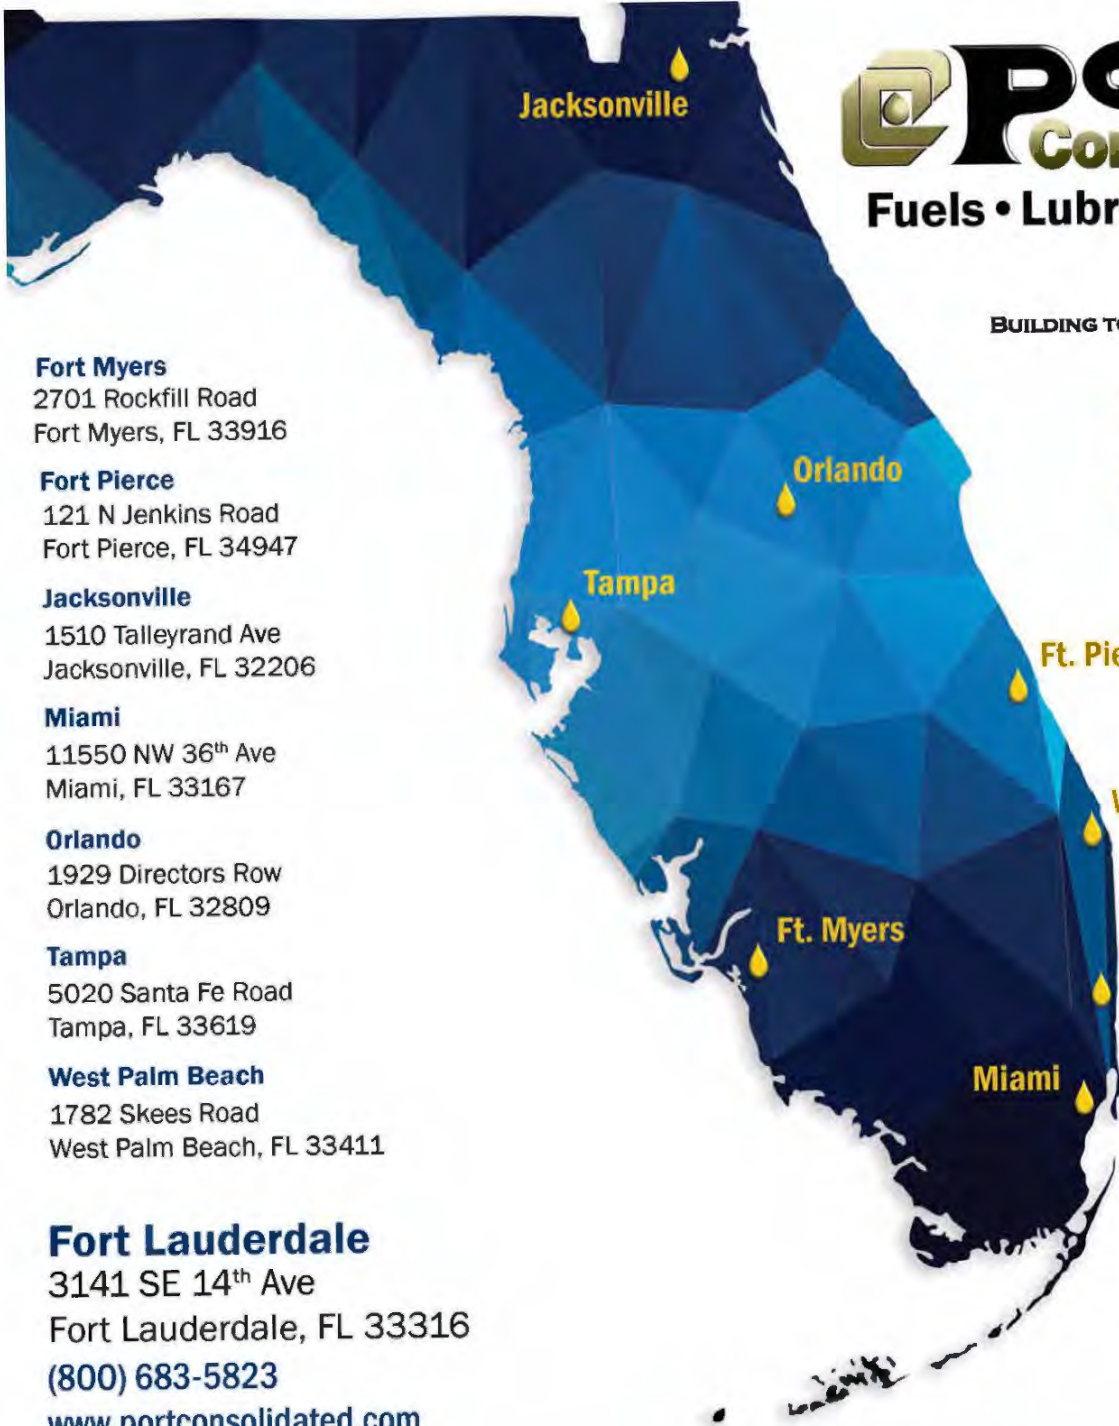 Jacksonville
Fuels • Lubr
BUILDING
Fort Myers
2701 Rockfill Road
Fort Myers, FL 33916
Fort Pierce
121 N Jenkins Road
Fort Pierce, FL 34947
Jacksonville
1510 Talleyrand Ave
Jacksonville, FL 32206
Miami
11550 NW 36th Ave
Miami, FL 33167
Orlando
1929 Directors Row
Orlando, FL 32809
Tampa
5020 Santa Fe Road
Tampa, FL 33619
West Palm Beach
1782 Skees Road
West Palm Beach, FL 33411
Fort Lauderdale
3141 SE 14th Ave
Fort Lauderdale, FL 33316
(800) 683-5823
www.portconsolidated.com
Orlando
Tampa
Ft. Pie
Ft. Myers
Miami